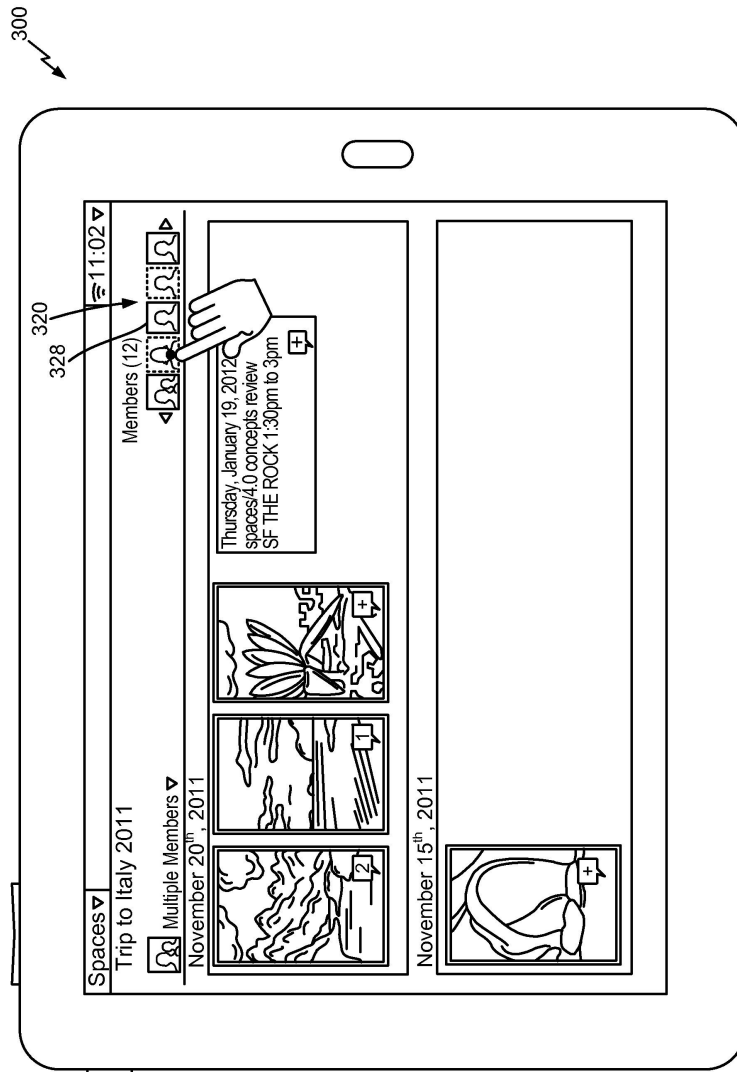 300
Spaces
11:02
320
328
Trip to Italy 2011
Members (12)
Multiple Members
November 20th, 2011
2
1
+
Thursday, January 19, 2012
spaces/4.0 concepts review
SF THE ROCK 1:30pm to 3pm
+
November 15th, 2011
+